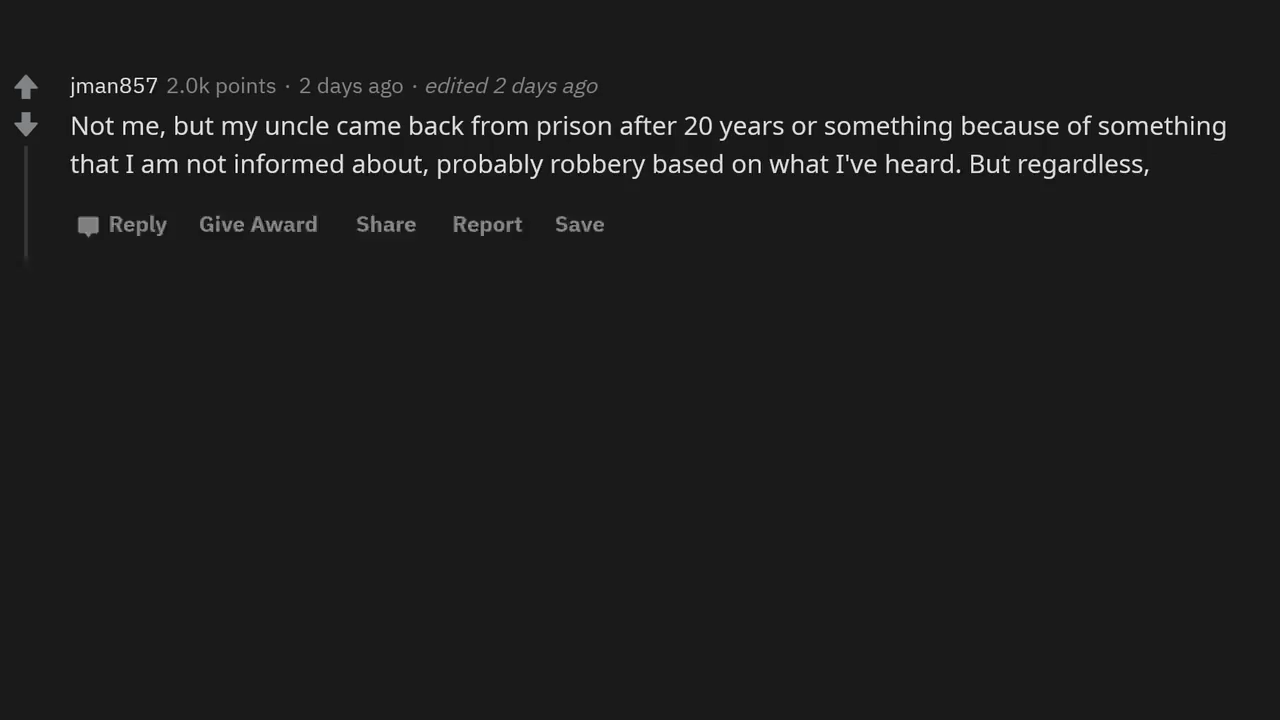 jman857 2.0k points · 2 days ago · edited 2 days ago
Not me, but my uncle came back from prison after 20 years or something because of something
that I am not informed about, probably robbery based on what I've heard. But regardless,
Reply Give Award Share Report Save